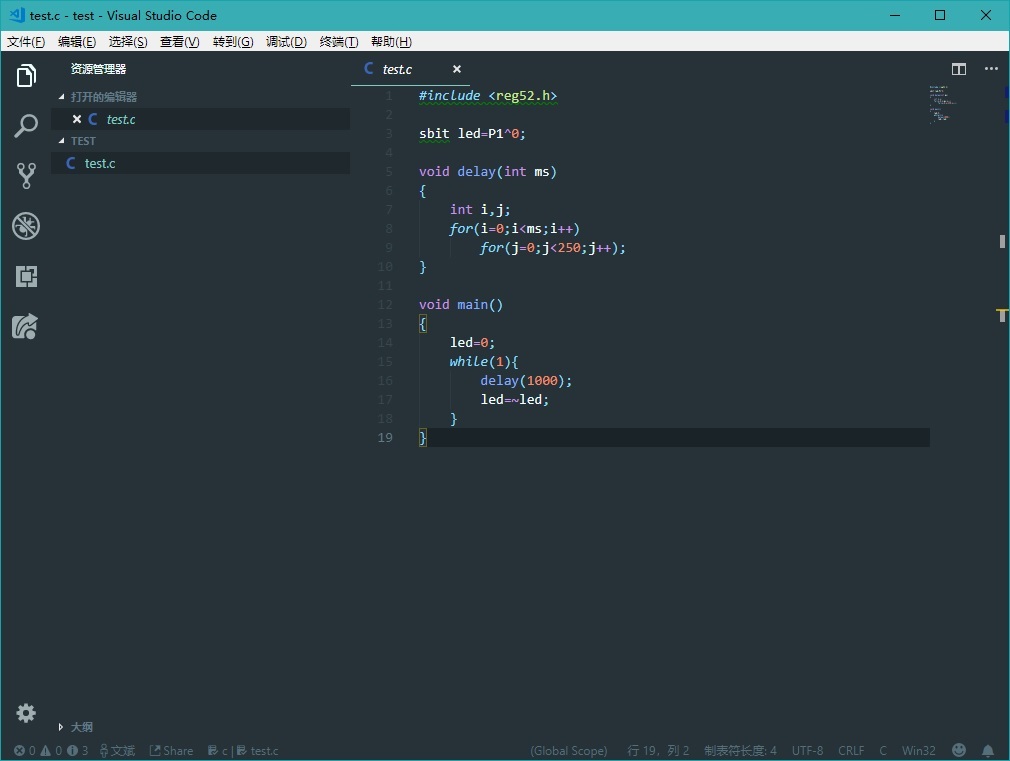 test.c - test - Visual Studio Code
文件(F) 编辑(E) 选择(S) 查看(V) 转到(G) 调试(D) 终端(T) 帮助(H)
资源管理器
打开的编辑器
test.c
TEST
C test.c
C test.c
1 #include <reg52.h>
2
3 sbit led=P1^0;
4
5 void delay(int ms)
6 {
7     int i,j;
8     for(i=0;i<ms;i++)
9         for(j=0;j<250;j++);
10 }
11
12 void main()
13 {
14     led=0;
15     while(1){
16         delay(1000);
17         led=~led;
18     }
19 }
大纲
0 0 3 文斌 Share c | test.c
(Global Scope) 行 19，列 2 制表符长度: 4 UTF-8 CRLF C Win32